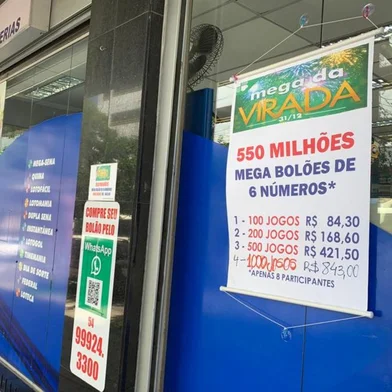 ERIAS
MEGA-SENA
QUINA
LOTOFÁCIL
LOTOMANIA
DUPLA SENA
INSTANTÂNEA
LOTOGOL
TIMEMANIA
DIA DE SORTE
FEDERAL
LOTECA
COMPRE SEU
BOLÃO PELO
WhatsApp
54
99924.
3300
mega da
VIRADA
31/12
550 MILHÕES
MEGA BOLÕES DE
6 NÚMEROS*
1 - 100 JOGOS R$ 84,30
2 - 200 JOGOS R$ 168,60
3 - 500 JOGOS R$ 421,50
4 - 1000 JOGOS R$ 843,00
*APENAS 8 PARTICIPANTES